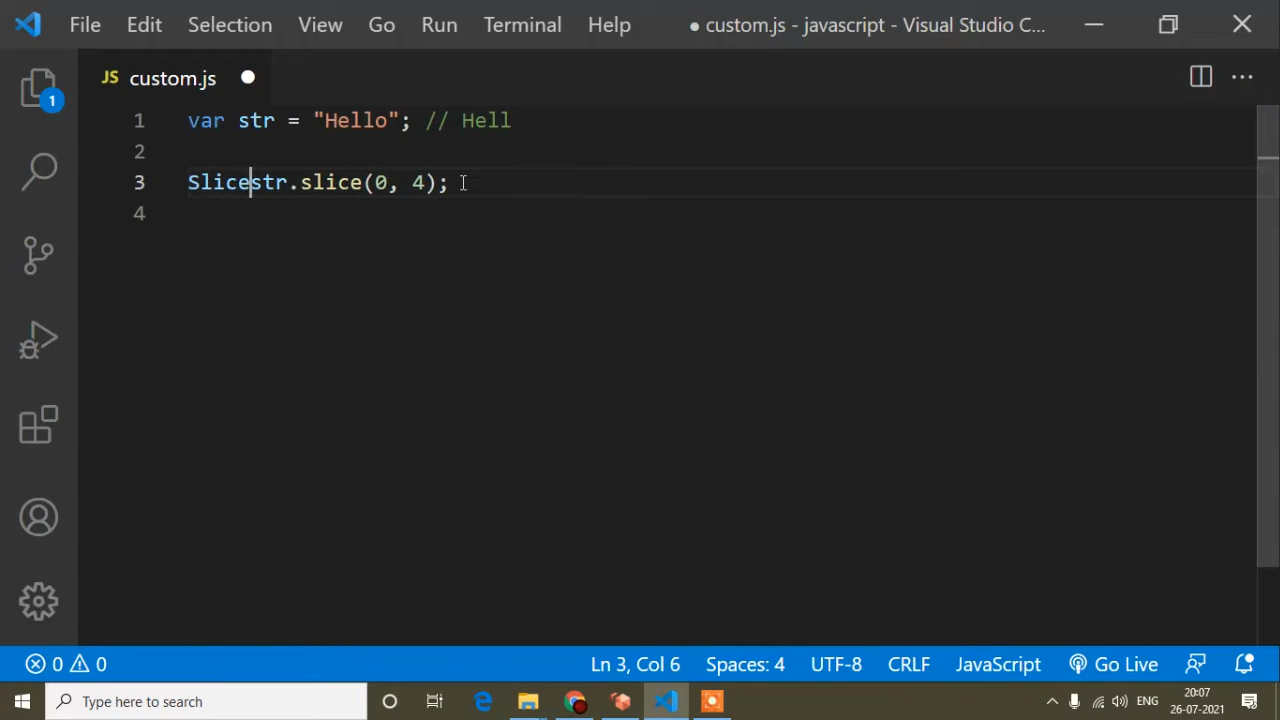 File Edit Selection View Go Run Terminal Help ● custom.js - javascript - Visual Studio C...
JS custom.js
1 var str = "Hello"; // Hell
2
3 Slicestr.slice(0, 4);
4
1
0 0 Ln 3, Col 6 Spaces: 4 UTF-8 CRLF JavaScript Go Live
Type here to search
ENG
20:07
26-07-2021